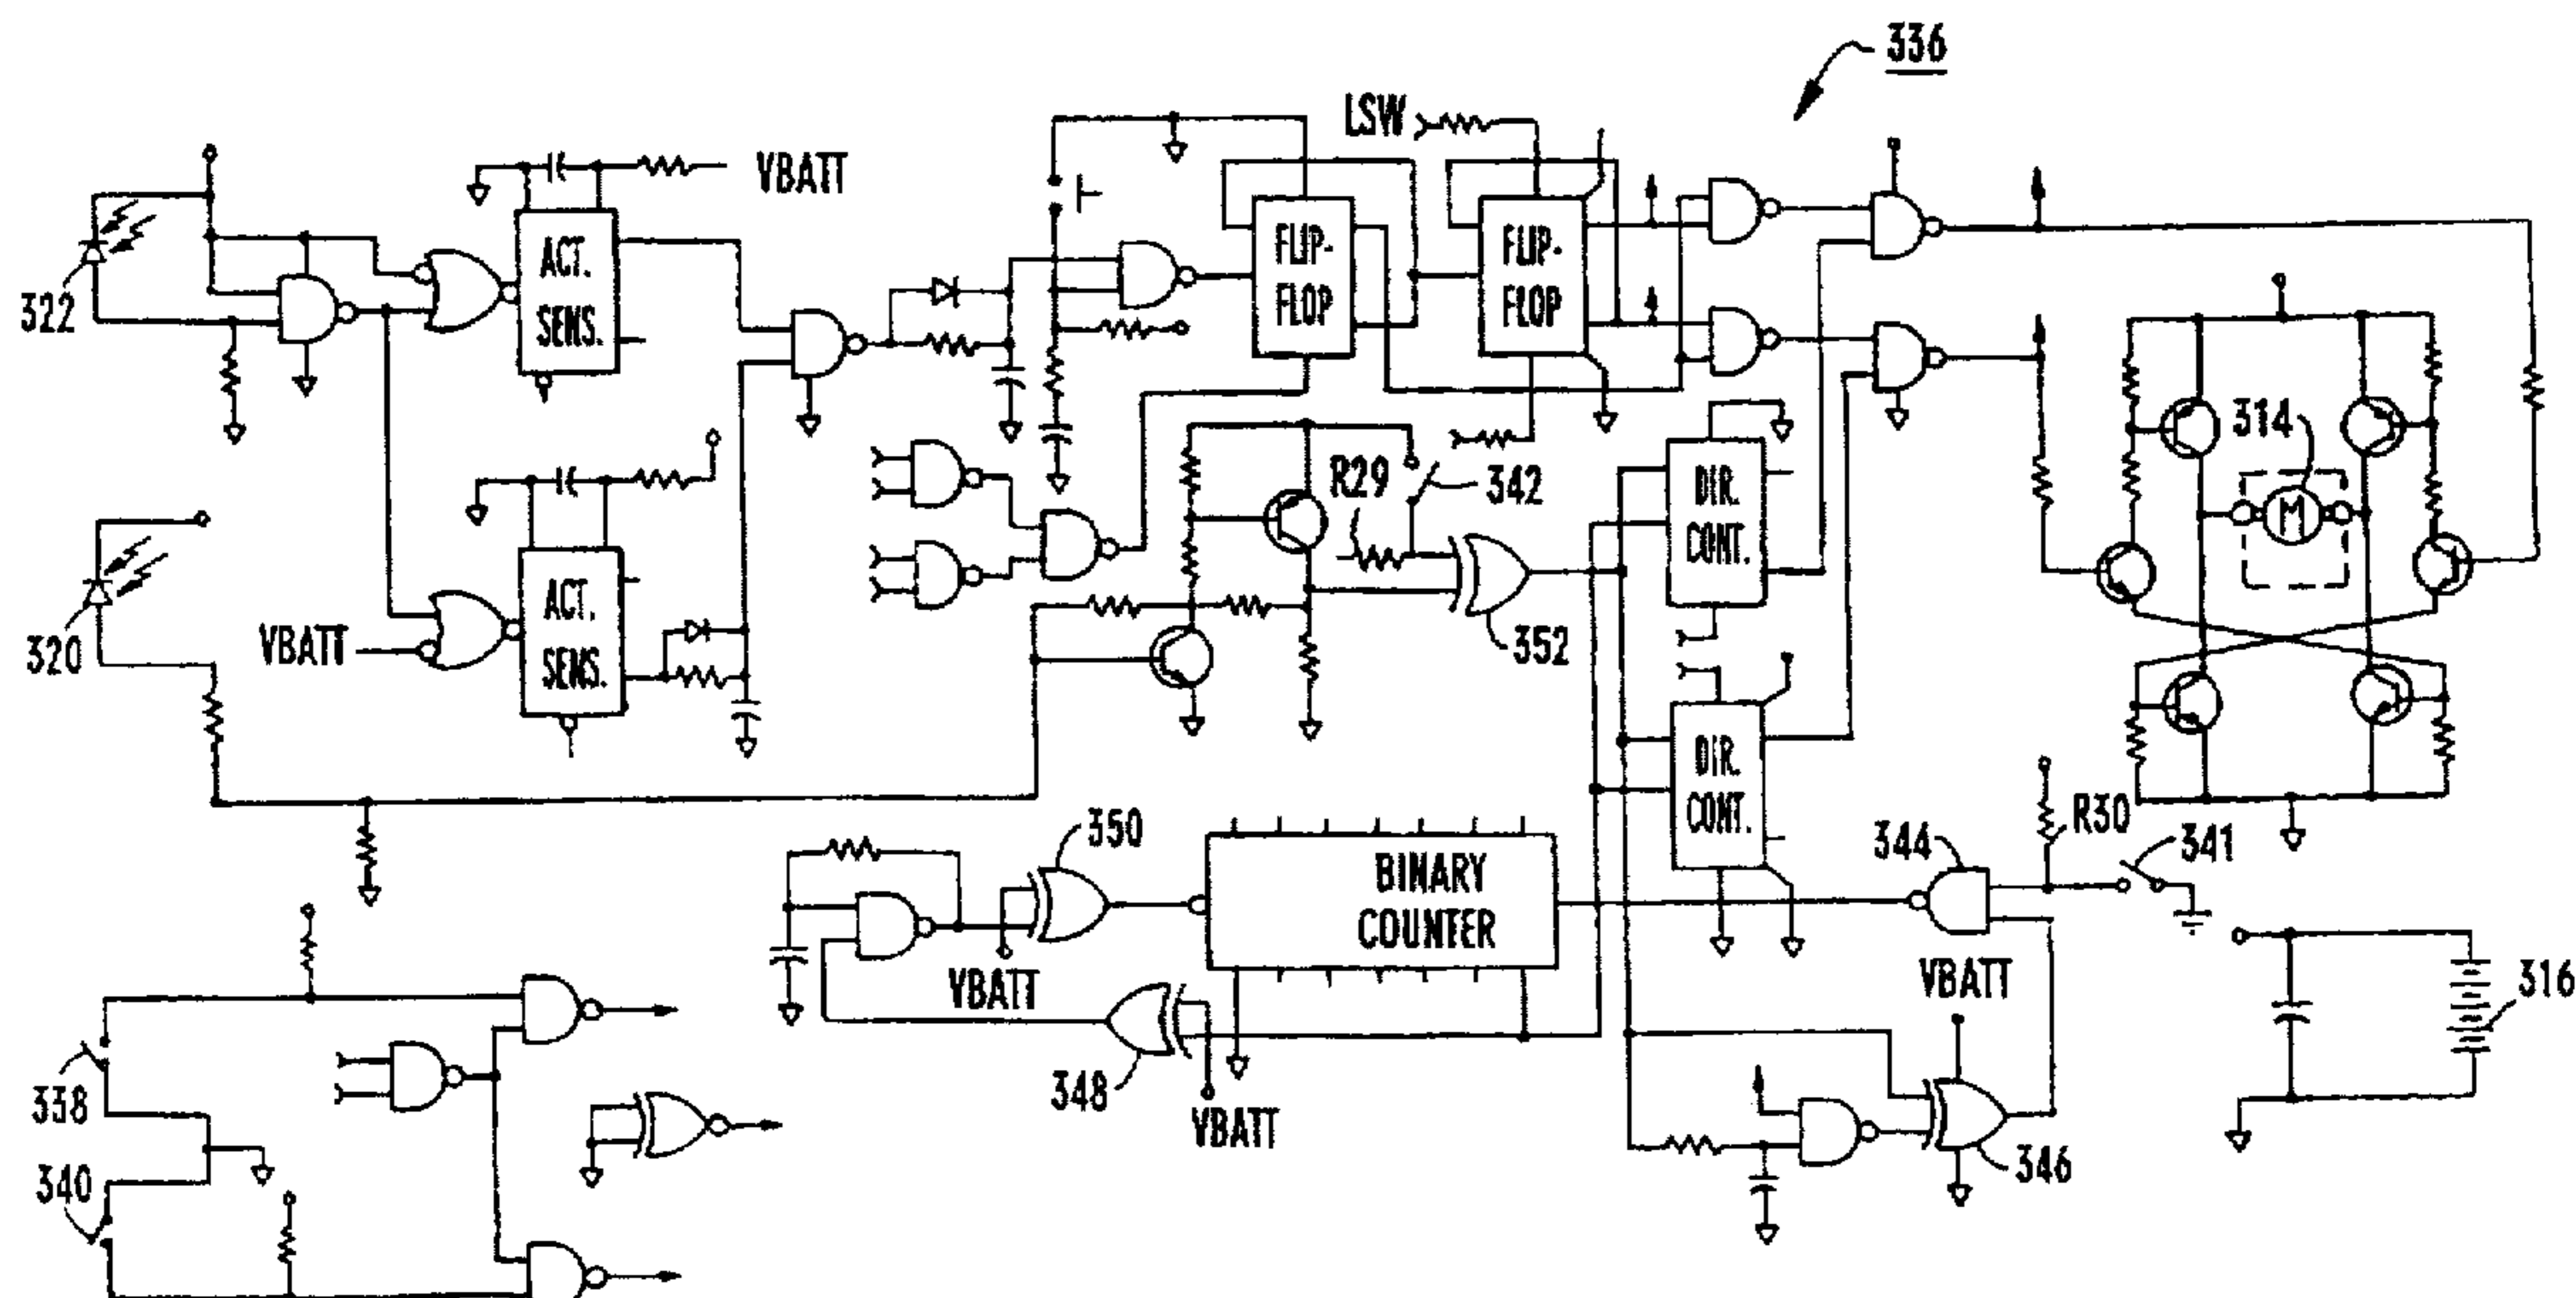 336
LSW
VBATT
322
ACT.
SENS.
FLIP-
FLOP
FLIP-
FLOP
314
R29
342
DIR.
CONT.
320
VBATT
ACT.
SENS.
352
DIR.
CONT.
350
BINARY
COUNTER
344
R30
341
VBATT
VBATT
316
338
348
VBATT
340
346
M